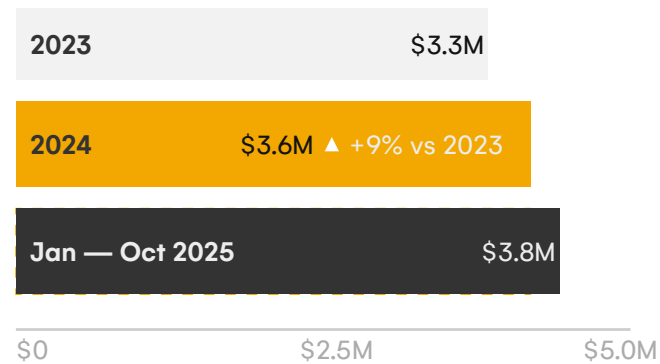 2023 $3.3M
2024 $3.6M ▲ +9% vs 2023
Jan — Oct 2025 $3.8M
$0 $2.5M $5.0M